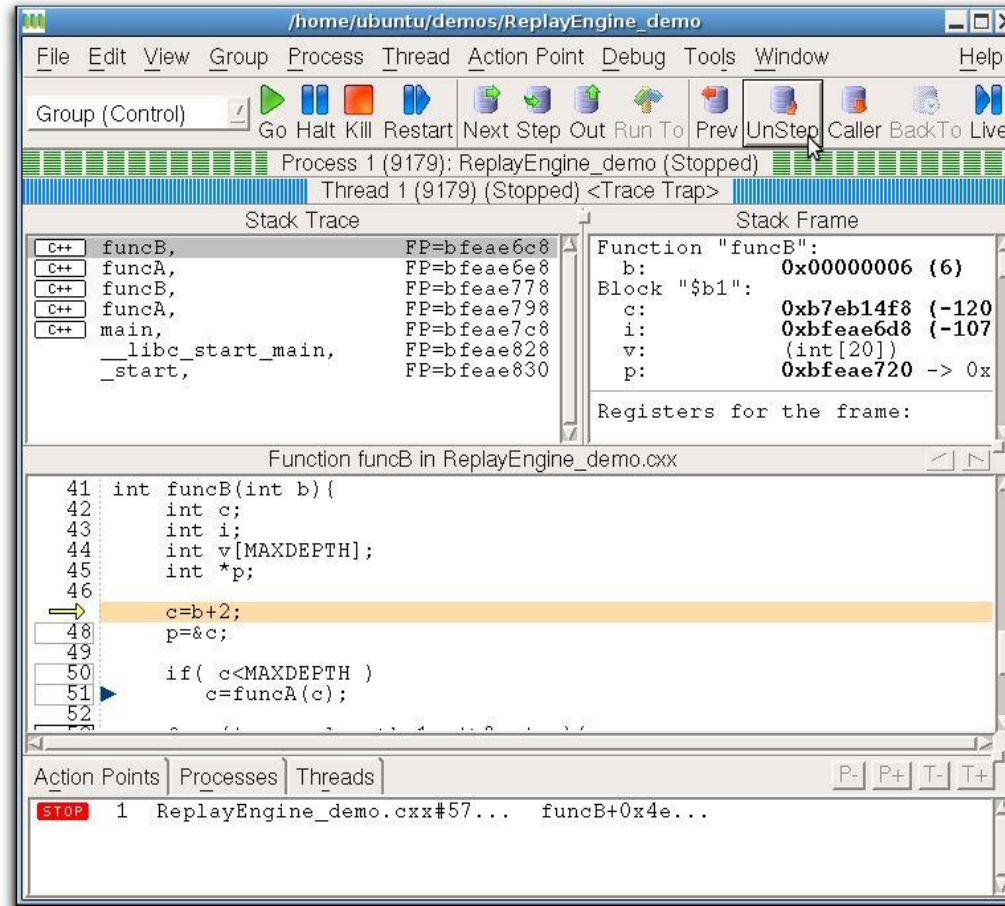 /home/ubuntu/demos/ReplayEngine_demo
File Edit View Group Process Thread Action Point Debug Tools Window Help
Group (Control)
Go Halt Kill Restart Next Step Out Run To Prev UnStep Caller BackTo Live
Process 1 (9179): ReplayEngine_demo (Stopped)
Thread 1 (9179) (Stopped) <Trace Trap>
Stack Trace
C++ funcB, FP=bfeae6c8
C++ funcA, FP=bfeae6e8
C++ funcB, FP=bfeae778
C++ funcA, FP=bfeae798
C++ main, FP=bfeae7c8
__libc_start_main, FP=bfeae828
_start, FP=bfeae830
Stack Frame
Function "funcB":
b: 0x00000006 (6)
Block "$b1":
c: 0xb7eb14f8 (-120
i: 0xbfeae6d8 (-107
v: (int[20])
p: 0xbfeae720 -> 0x
Registers for the frame:
Function funcB in ReplayEngine_demo.cxx
41 int funcB(int b){
42 int c;
43 int i;
44 int v[MAXDEPTH];
45 int *p;
46
c=b+2;
48 p=&c;
49
50 if( c<MAXDEPTH )
51 c=funcA(c);
52
Action Points Processes Threads P- P+ T- T+
STOP 1 ReplayEngine_demo.cxx#57... funcB+0x4e...